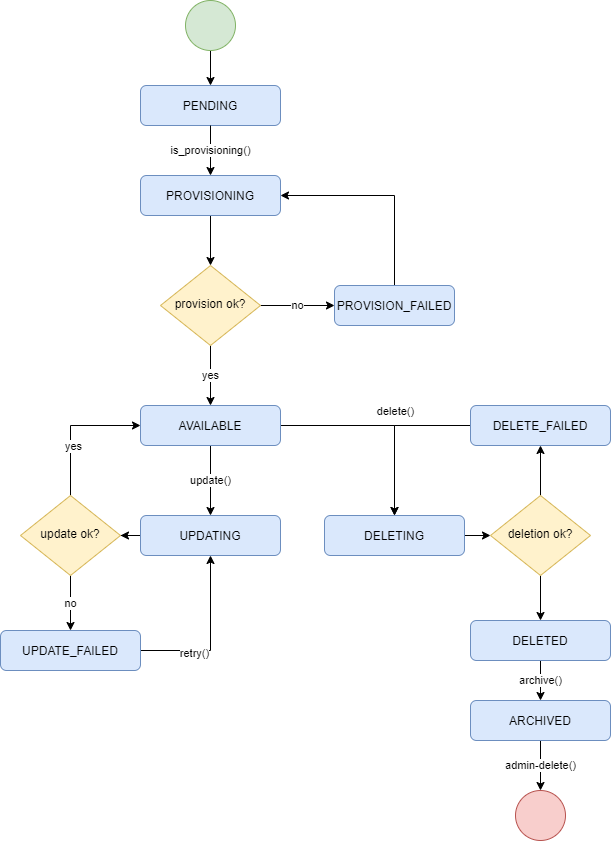 PENDING
is_provisioning()
PROVISIONING
provision ok?
no
PROVISION_FAILED
yes
AVAILABLE
delete()
DELETE_FAILED
yes
update()
update ok?
UPDATING
DELETING
deletion ok?
no
UPDATE_FAILED
retry()
DELETED
archive()
ARCHIVED
admin-delete()